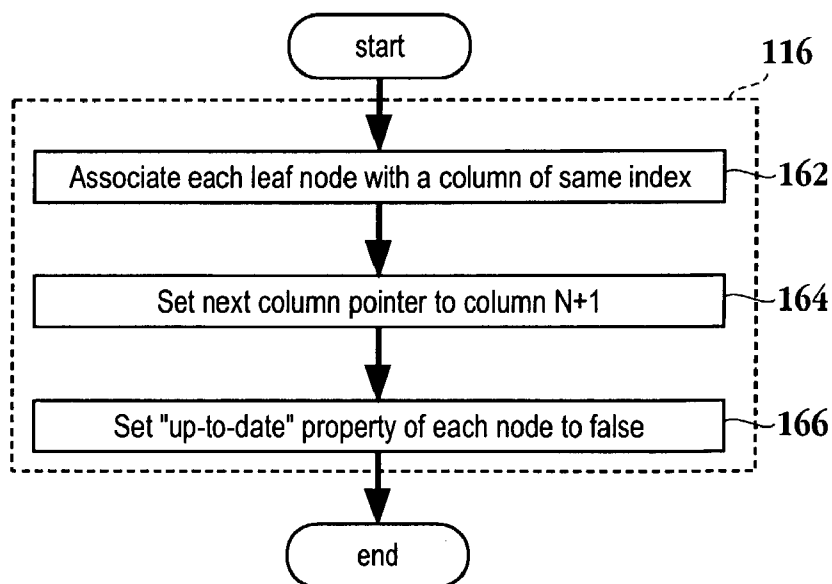 start
116
Associate each leaf node with a column of same index
162
Set next column pointer to column N+1
164
Set "up-to-date" property of each node to false
166
end